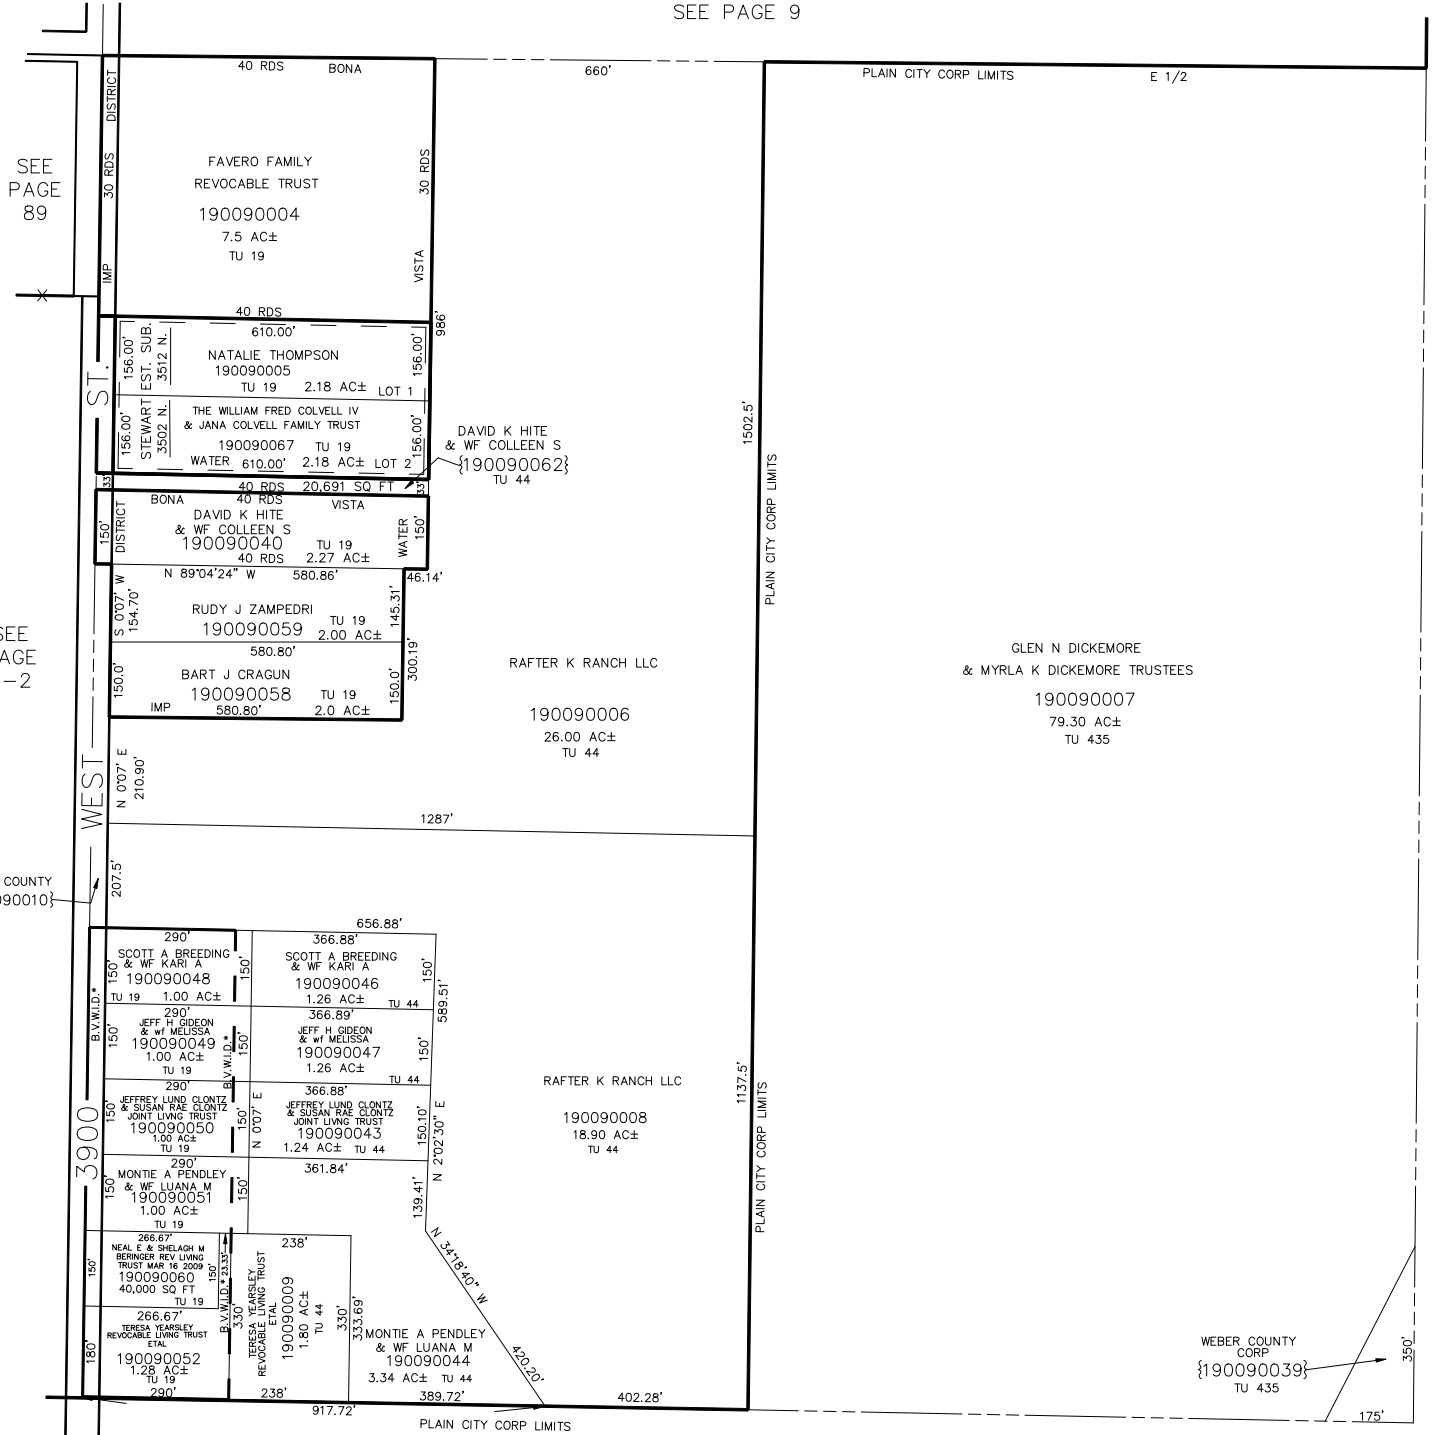 SEE PAGE 9
40 RDS BONA
660'
PLAIN CITY CORP LIMITS
E 1/2
DISTRICT
30 RDS
IMP
SEE
PAGE
89
FAVERO FAMILY
REVOCABLE TRUST
190090004
7.5 AC±
TU 19
30 RDS
VISTA
40 RDS
986'
610.00'
156.00'
STEWART EST. SUB.
3512 N.
NATALIE THOMPSON
190090005
TU 19 2.18 AC± LOT 1
156.00'
156.00'
3502 N.
THE WILLIAM FRED COLVELL IV
& JANA COLVELL FAMILY TRUST
190090067 TU 19
WATER 610.00' 2.18 AC± LOT 2
156.00'
DAVID K HITE
& WF COLLEEN S
{190090062}
TU 44
33'
40 RDS 20,691 SQ FT
33'
BONA 40 RDS VISTA
150'
DISTRICT
DAVID K HITE
& WF COLLEEN S
190090040 TU 19
40 RDS 2.27 AC±
WATER
150'
N 89°04'24" W 580.86'
46.14'
S 0°07' W
154.70'
RUDY J ZAMPEDRI
190090059
TU 19
2.00 AC±
145.31'
300.19'
580.80'
150.0'
BART J CRAGUN
190090058 TU 19
IMP 580.80' 2.0 AC±
150.0'
SEE
PAGE
-2
1502.5'
PLAIN CITY CORP LIMITS
RAFTER K RANCH LLC
190090006
26.00 AC±
TU 44
GLEN N DICKEMORE
& MYRLA K DICKEMORE TRUSTEES
190090007
79.30 AC±
TU 435
N 0°07' E
210.90'
1287'
3900 WEST ST.
COUNTY
90010}
207.5'
656.88'
B.V.W.I.D.*
290'
150'
SCOTT A BREEDING
& WF KARI A
190090048
TU 19 1.00 AC±
150'
366.88'
SCOTT A BREEDING
& WF KARI A
190090046
1.26 AC± TU 44
150'
589.51'
290'
150'
JEFF H GIDEON
& wf MELISSA
190090049
1.00 AC±
TU 19
B.V.W.I.D.*
150'
366.89'
JEFF H GIDEON
& wf MELISSA
190090047
1.26 AC±
TU 44
150'
290'
150'
JEFFREY LUND CLONTZ
& SUSAN RAE CLONTZ
JOINT LIVNG TRUST
190090050
1.00 AC±
TU 19
150'
N 0°07' E
366.88'
JEFFREY LUND CLONTZ
& SUSAN RAE CLONTZ
JOINT LIVNG TRUST
190090043
1.24 AC± TU 44
150.10'
N 2°02'30" E
RAFTER K RANCH LLC
190090008
18.90 AC±
TU 44
1137.5'
PLAIN CITY CORP LIMITS
290'
150'
MONTIE A PENDLEY
& WF LUANA M
190090051
1.00 AC±
TU 19
150'
361.84'
139.41'
N 34°18'40" W
420.20'
266.67'
150'
NEAL E & SHELAGH M
BERINGER REV LIVING
TRUST MAR 16 2009
190090060
40,000 SQ FT
TU 19
150'
B.V.W.I.D.* 23.33'
330'
238'
TERESA YEARSLEY
REVOCABLE LIVING TRUST
ETAL
190090009
1.80 AC±
TU 44
330'
333.69'
266.67'
180'
TERESA YEARSLEY
REVOCABLE LIVING TRUST
ETAL
190090052
1.28 AC±
TU 19
290'
238'
MONTIE A PENDLEY
& WF LUANA M
190090044
3.34 AC± TU 44
389.72'
402.28'
917.72'
PLAIN CITY CORP LIMITS
WEBER COUNTY
CORP
{190090039}
TU 435
350'
175'